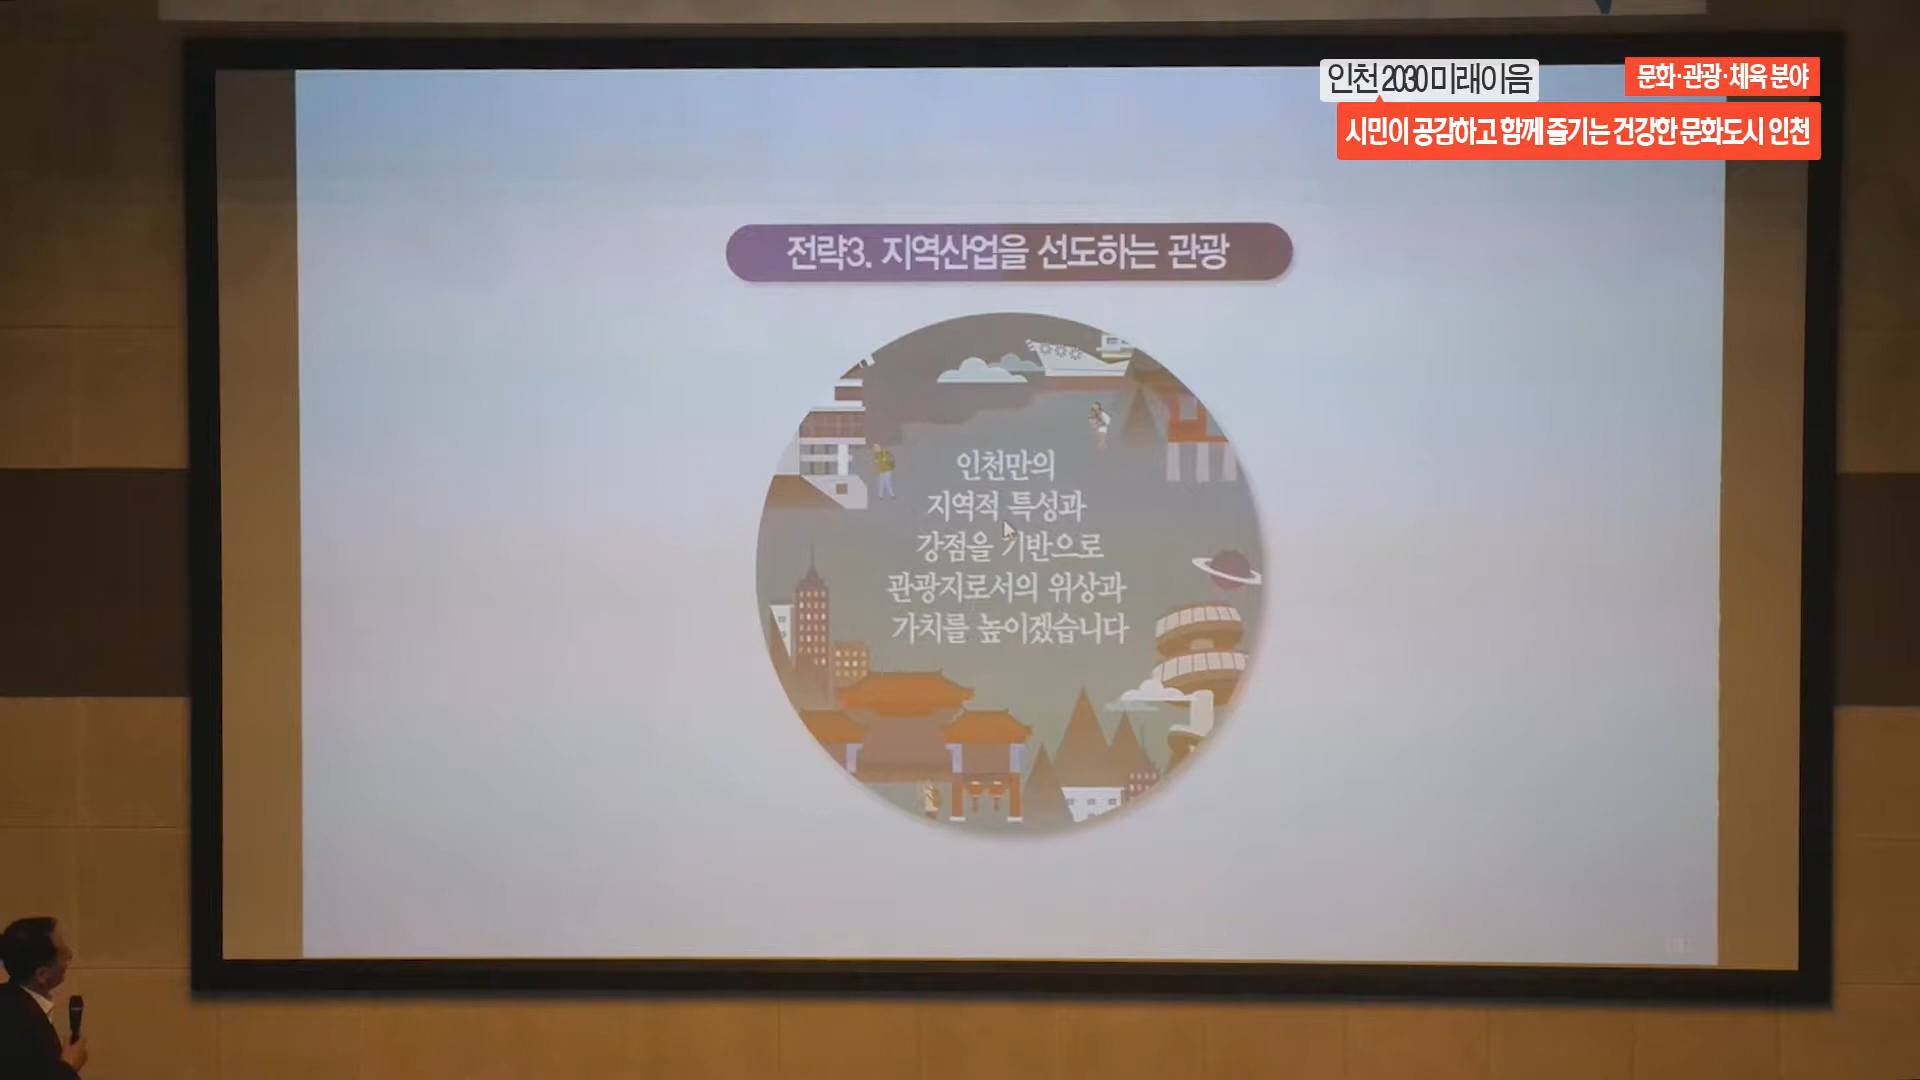 인천 2030 미래이음
문화·관광·체육 분야
시민이 공감하고 함께 즐기는 건강한 문화도시 인천
전략3. 지역산업을 선도하는 관광
인천만의
지역적 특성과
강점을 기반으로
관광지로서의 위상과
가치를 높이겠습니다